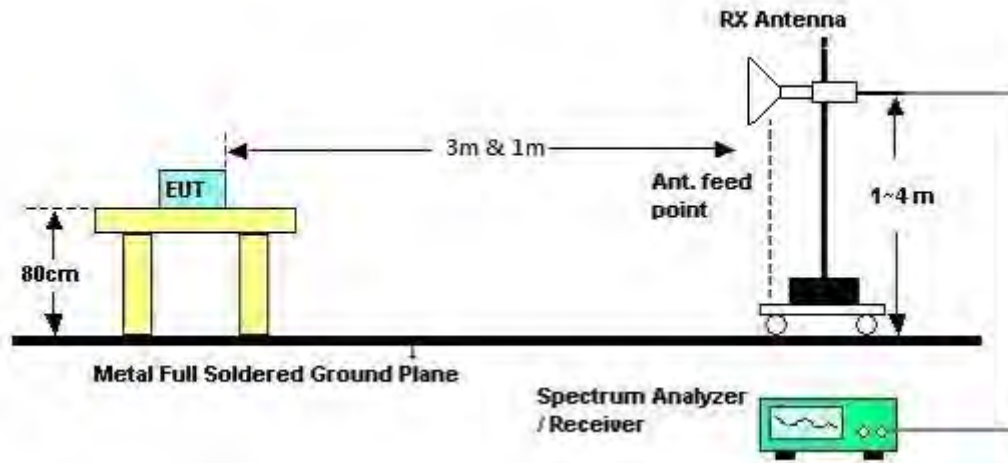 RX Antenna
3m & 1m
EUT
Ant. feed
point
1~4 m
80cm
Metal Full Soldered Ground Plane
Spectrum Analyzer
/ Receiver